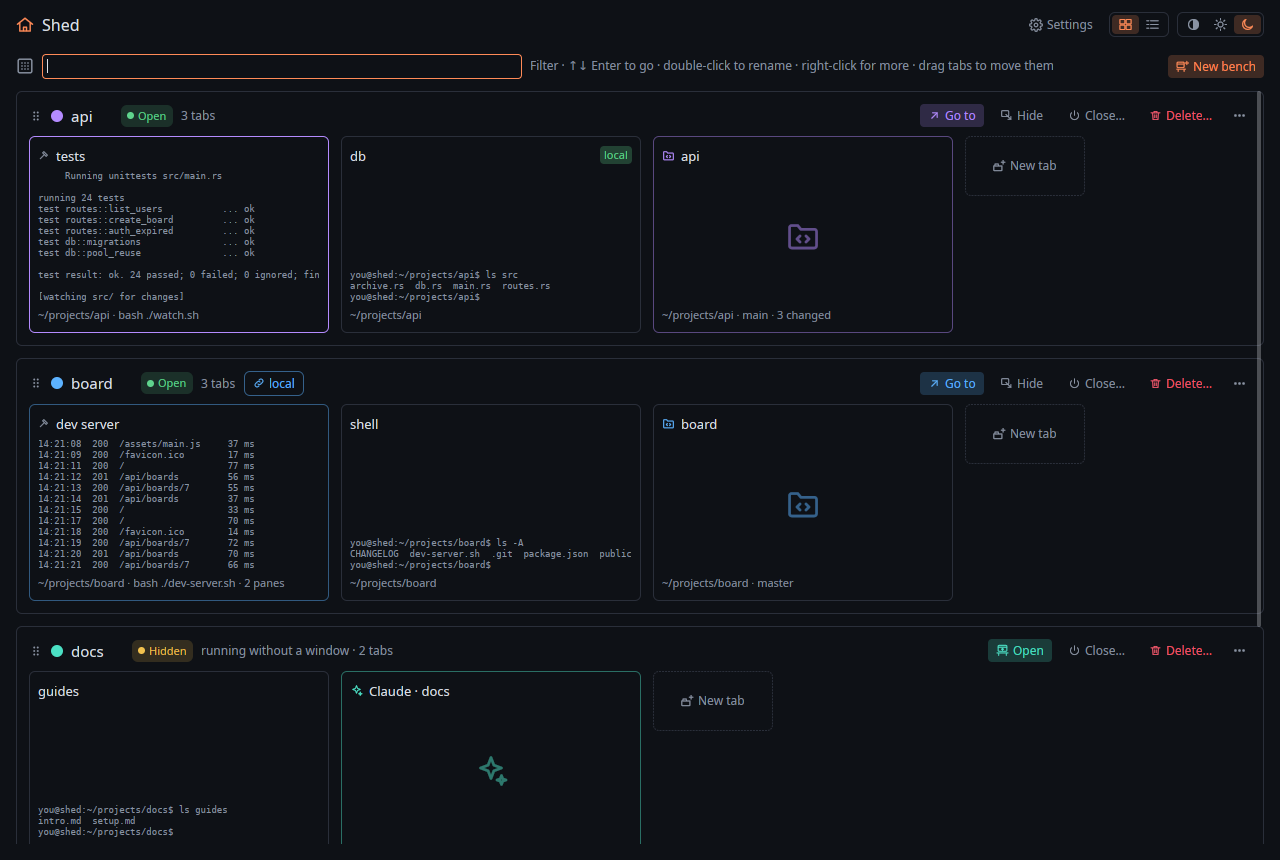 Shed
Settings
Filter · ↑↓ Enter to go · double-click to rename · right-click for more · drag tabs to move them
New bench
api
Open
3 tabs
Go to
Hide
Close...
Delete...
tests
Running unittests src/main.rs
running 24 tests
test routes::list_users ... ok
test routes::create_board ... ok
test routes::auth_expired ... ok
test db::migrations ... ok
test db::pool_reuse ... ok
test result: ok. 24 passed; 0 failed; 0 ignored; fin
[watching src/ for changes]
~/projects/api · bash ./watch.sh
db
local
you@shed:~/projects/api$ ls src
archive.rs db.rs main.rs routes.rs
you@shed:~/projects/api$
~/projects/api
api
~/projects/api · main · 3 changed
New tab
board
Open
3 tabs
local
Go to
Hide
Close...
Delete...
dev server
14:21:08 200 /assets/main.js 37 ms
14:21:09 200 /favicon.ico 17 ms
14:21:11 200 / 77 ms
14:21:12 201 /api/boards 56 ms
14:21:13 200 /api/boards/7 55 ms
14:21:14 201 /api/boards 37 ms
14:21:15 200 / 33 ms
14:21:17 200 / 70 ms
14:21:18 200 /favicon.ico 14 ms
14:21:19 200 /api/boards/7 72 ms
14:21:20 201 /api/boards 70 ms
14:21:21 200 /api/boards/7 66 ms
~/projects/board · bash ./dev-server.sh · 2 panes
shell
you@shed:~/projects/board$ ls -A
CHANGELOG dev-server.sh .git package.json public
you@shed:~/projects/board$
~/projects/board
board
~/projects/board · master
New tab
docs
Hidden
running without a window · 2 tabs
Open
Close...
Delete...
guides
you@shed:~/projects/docs$ ls guides
intro.md setup.md
you@shed:~/projects/docs$
Claude · docs
New tab